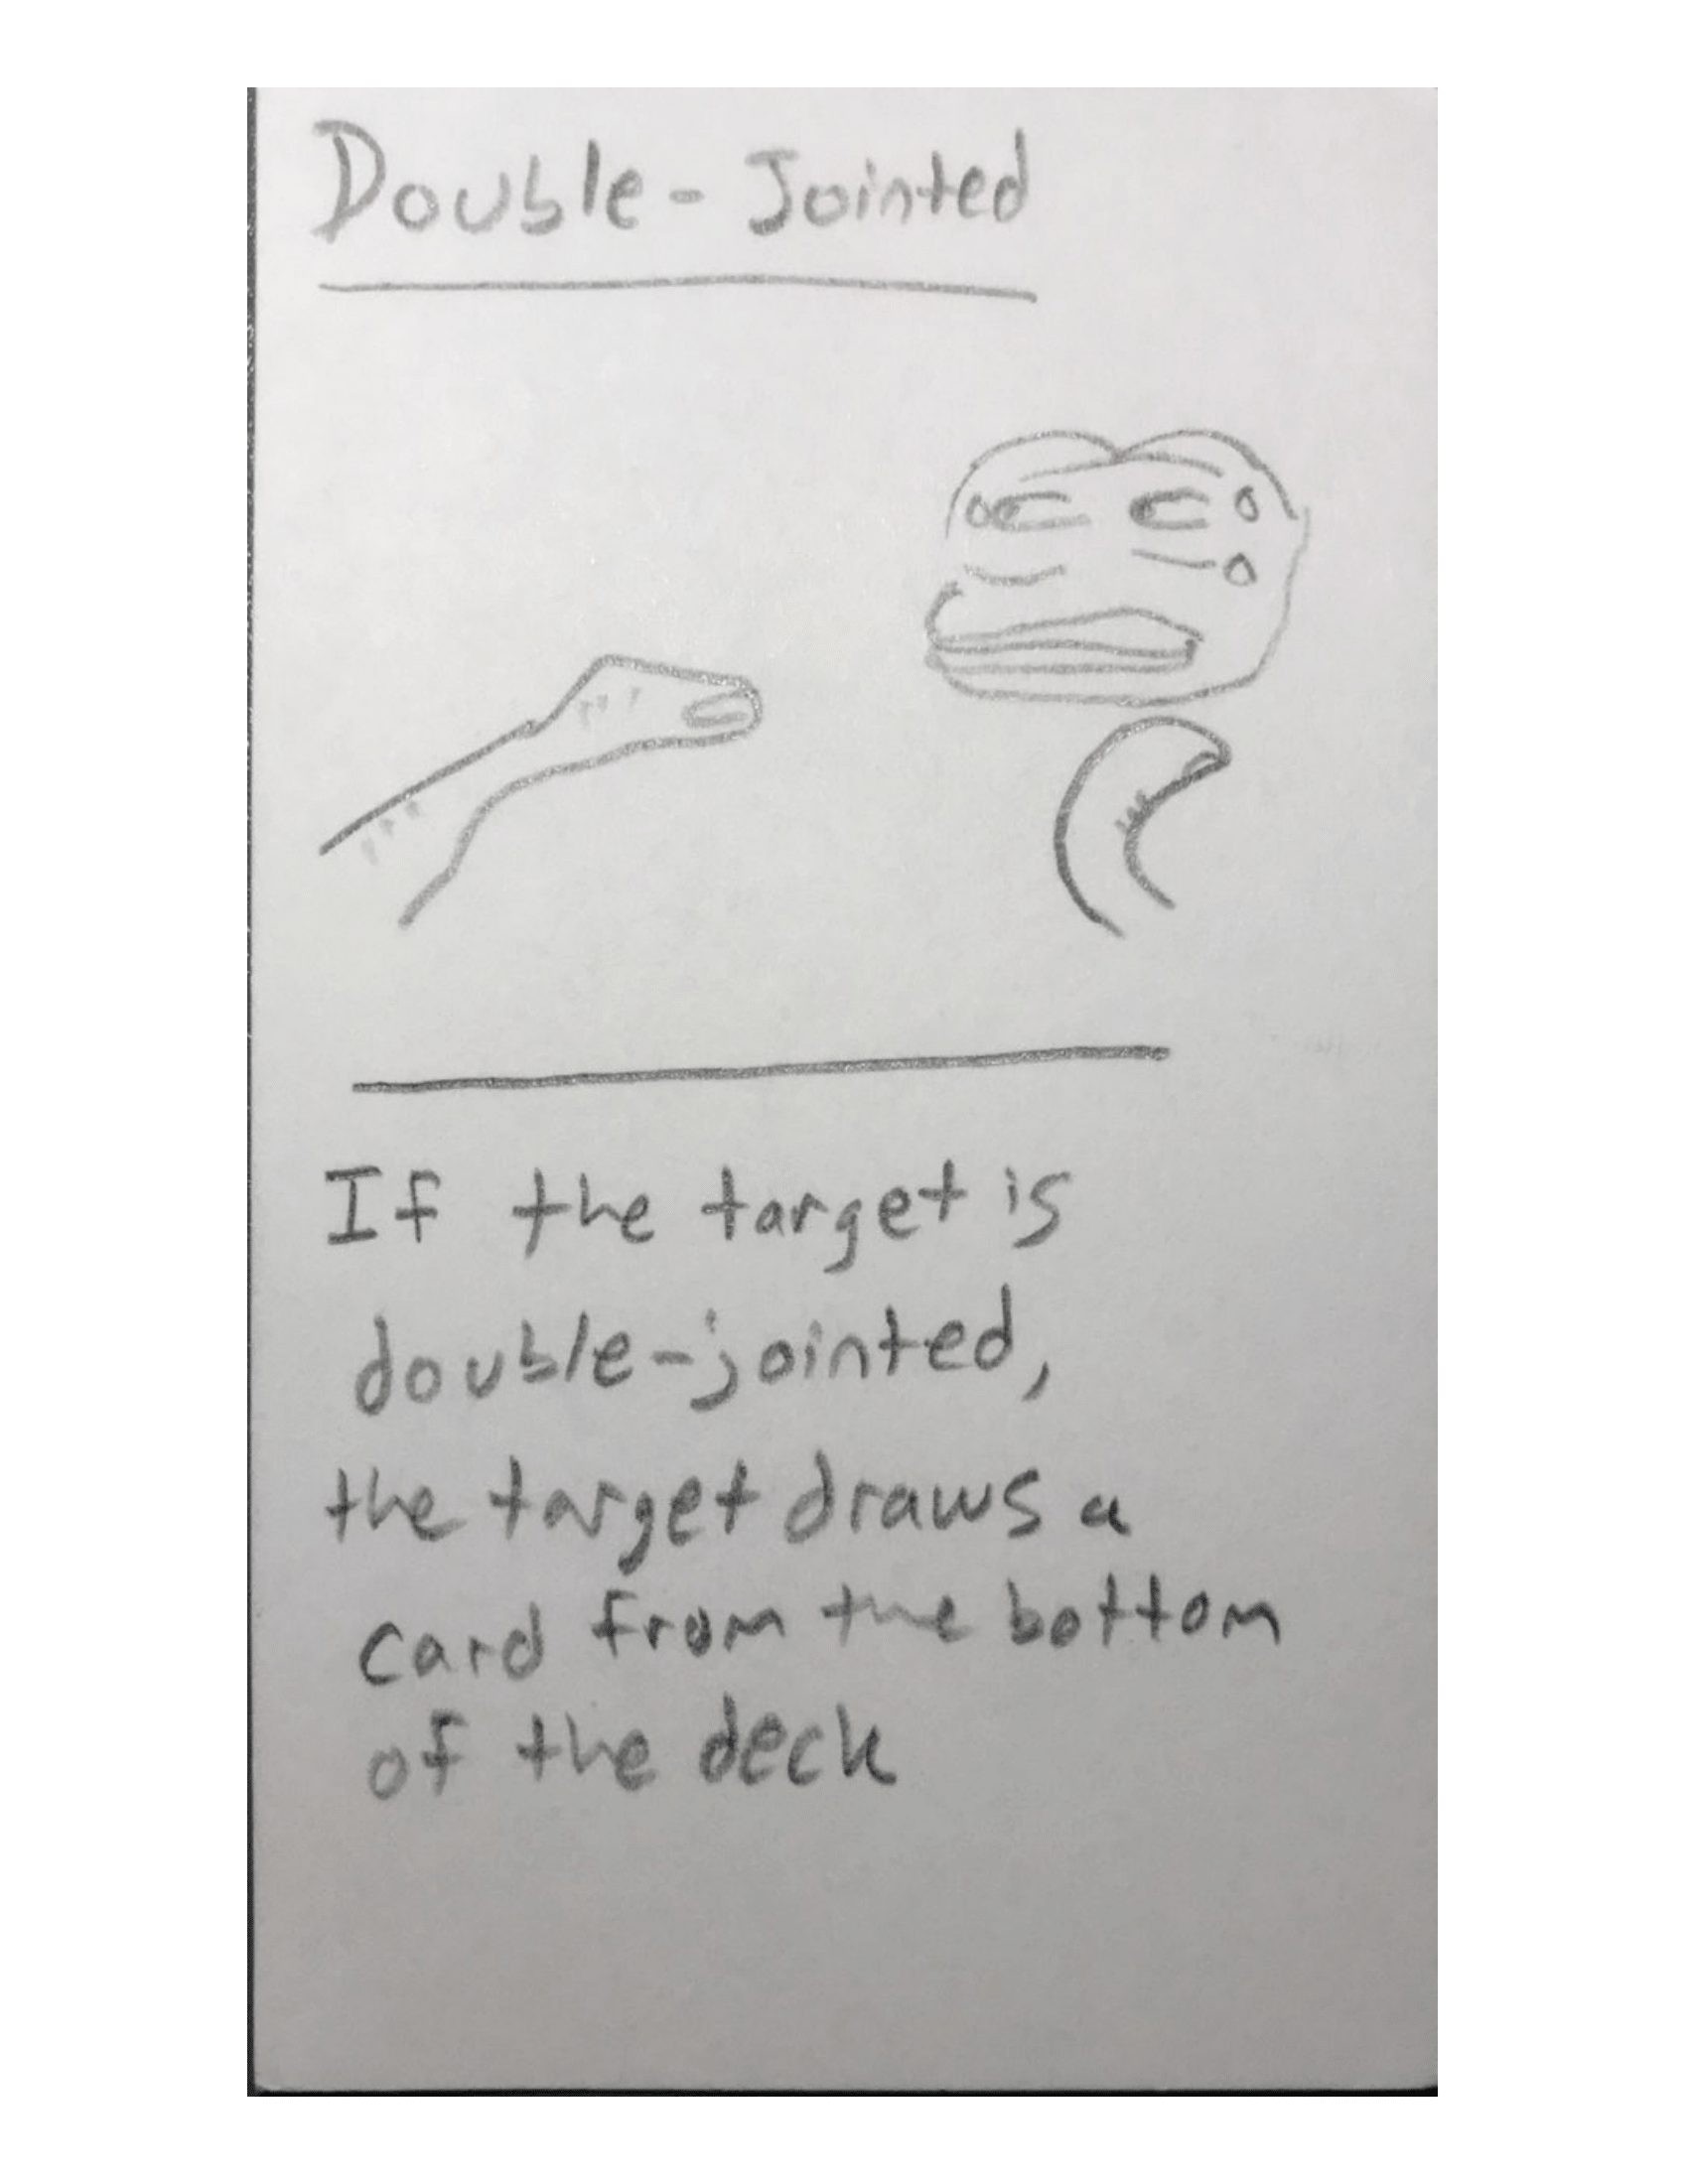 Double-Jointed
If the target is
double-jointed,
the target draws a
card from the bottom
of the deck